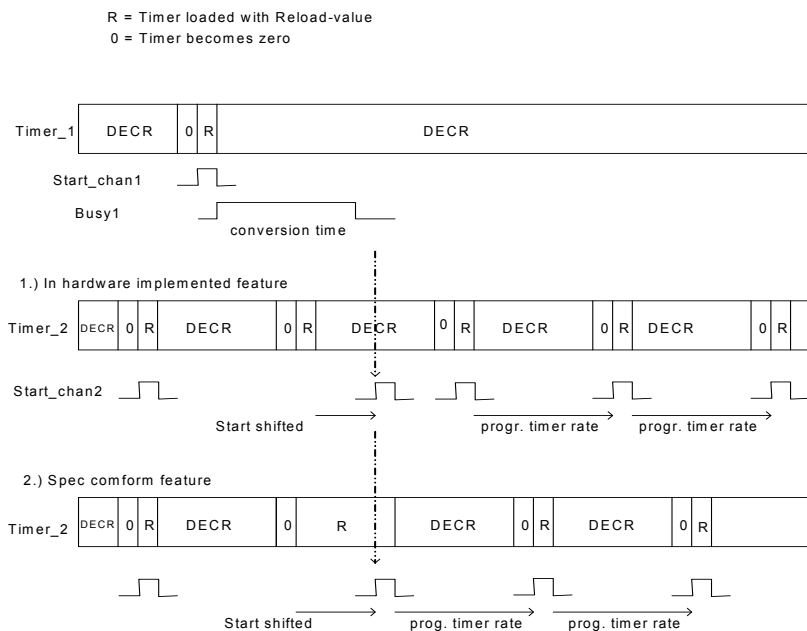 R = Timer loaded with Reload-value
0 = Timer becomes zero
Timer_1 DECR 0 R DECR
Start_chan1
Busy1
conversion time
1.) In hardware implemented feature
Timer_2 DECR 0 R DECR 0 R DECR 0 R DECR 0 R DECR 0 R
Start_chan2
Start shifted progr. timer rate progr. timer rate
2.) Spec comform feature
Timer_2 DECR 0 R DECR 0 R DECR 0 R DECR 0 R
Start shifted prog. timer rate prog. timer rate